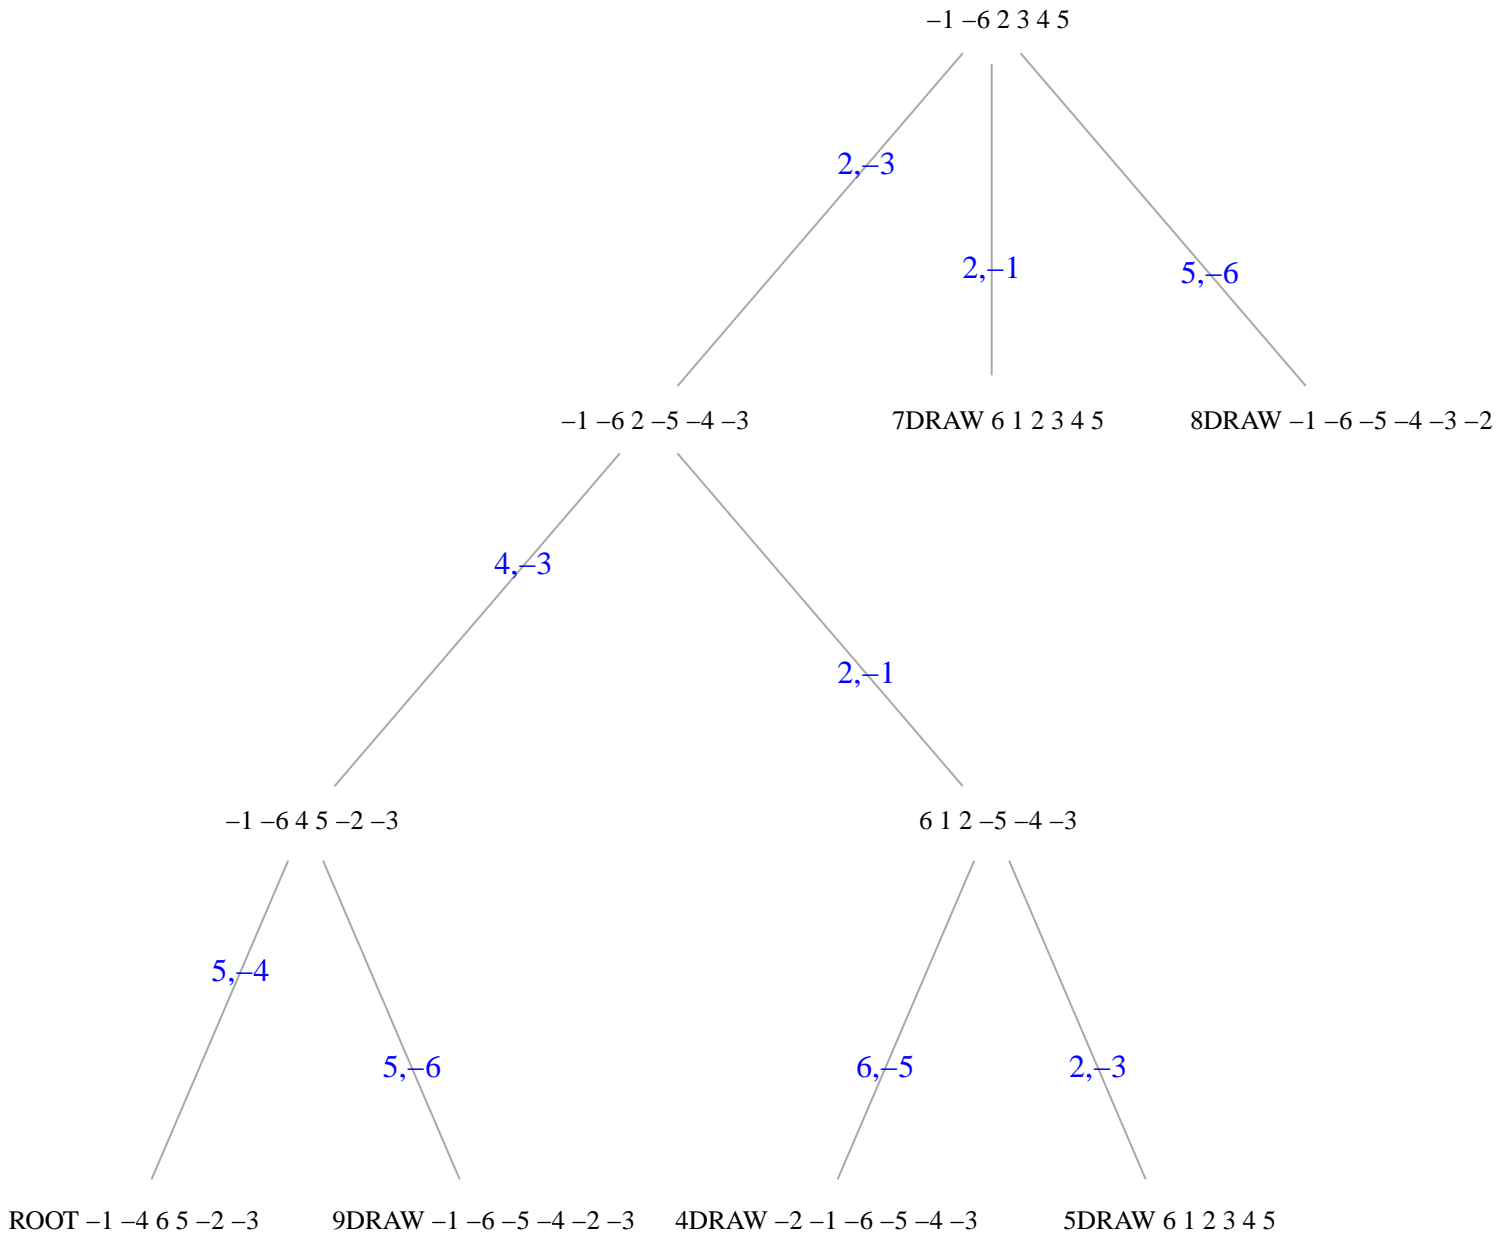 –1 –6 2 3 4 5
2,–3
2,–1
5,–6
–1 –6 2 –5 –4 –3
7DRAW 6 1 2 3 4 5
8DRAW –1 –6 –5 –4 –3 –2
4,–3
2,–1
–1 –6 4 5 –2 –3
6 1 2 –5 –4 –3
5,–4
5,–6
6,–5
2,–3
ROOT –1 –4 6 5 –2 –3
9DRAW –1 –6 –5 –4 –2 –3
4DRAW –2 –1 –6 –5 –4 –3
5DRAW 6 1 2 3 4 5